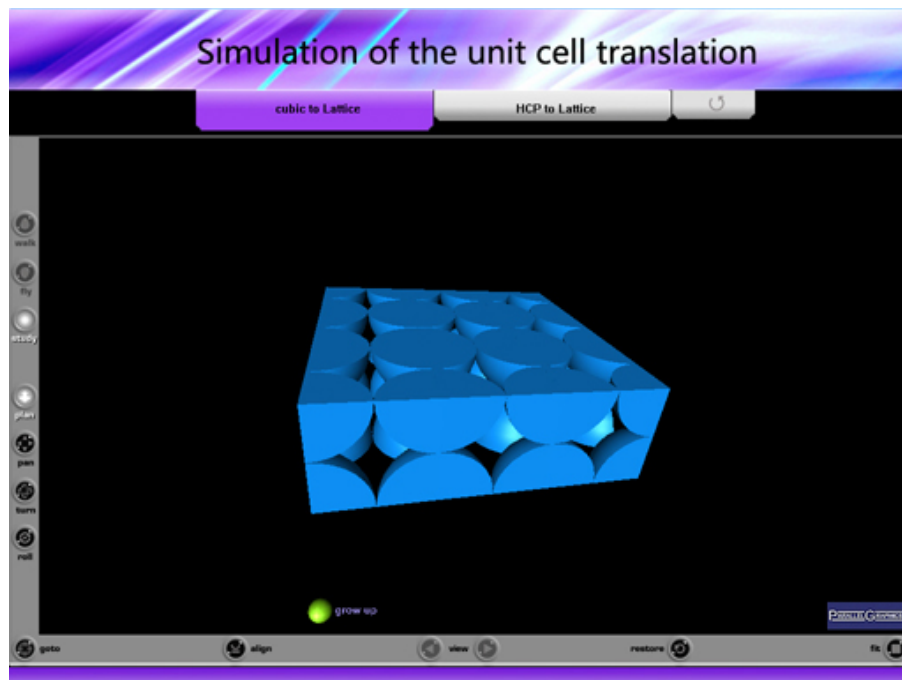 Simulation of the unit cell translation
cubic to Lattice
HCP to Lattice
walk
fly
study
plan
pan
turn
roll
grow up
goto
align
view
restore
fit